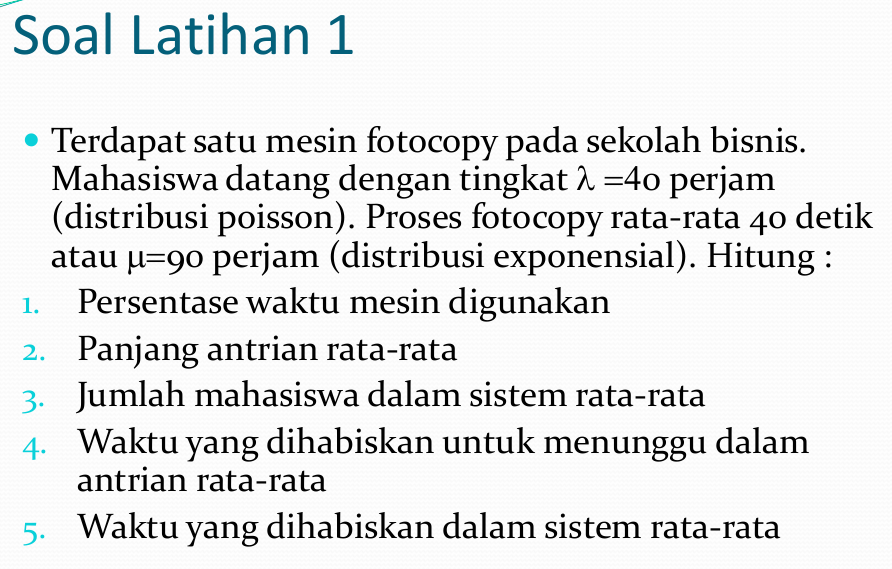 Soal Latihan 1
• Terdapat satu mesin fotocopy pada sekolah bisnis.
Mahasiswa datang dengan tingkat λ =40 perjam
(distribusi poisson). Proses fotocopy rata-rata 40 detik
atau μ=90 perjam (distribusi exponensial). Hitung :
1. Persentase waktu mesin digunakan
2. Panjang antrian rata-rata
3. Jumlah mahasiswa dalam sistem rata-rata
4. Waktu yang dihabiskan untuk menunggu dalam
antrian rata-rata
5. Waktu yang dihabiskan dalam sistem rata-rata